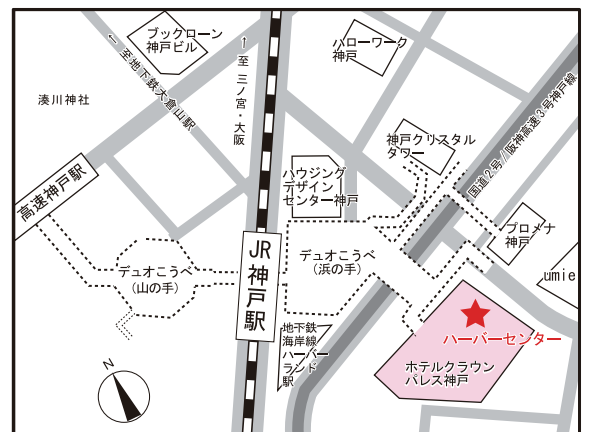 ブックローン
神戸ビル
← 至地下鉄大倉山駅
← 至 三ノ宮・大阪
ハローワーク
神戸
湊川神社
神戸クリスタル
タワー
国道2号/阪神高速3号神戸線
高速神戸駅
ハウジング
デザイン
センター神戸
プロメナ
神戸
デュオこうべ
(山の手)
JR神戸駅
デュオこうべ
(浜の手)
umie
地下鉄
海岸線
ハーバー
ランド
駅
ハーバーセンター
ホテルクラウン
パレス神戸
N